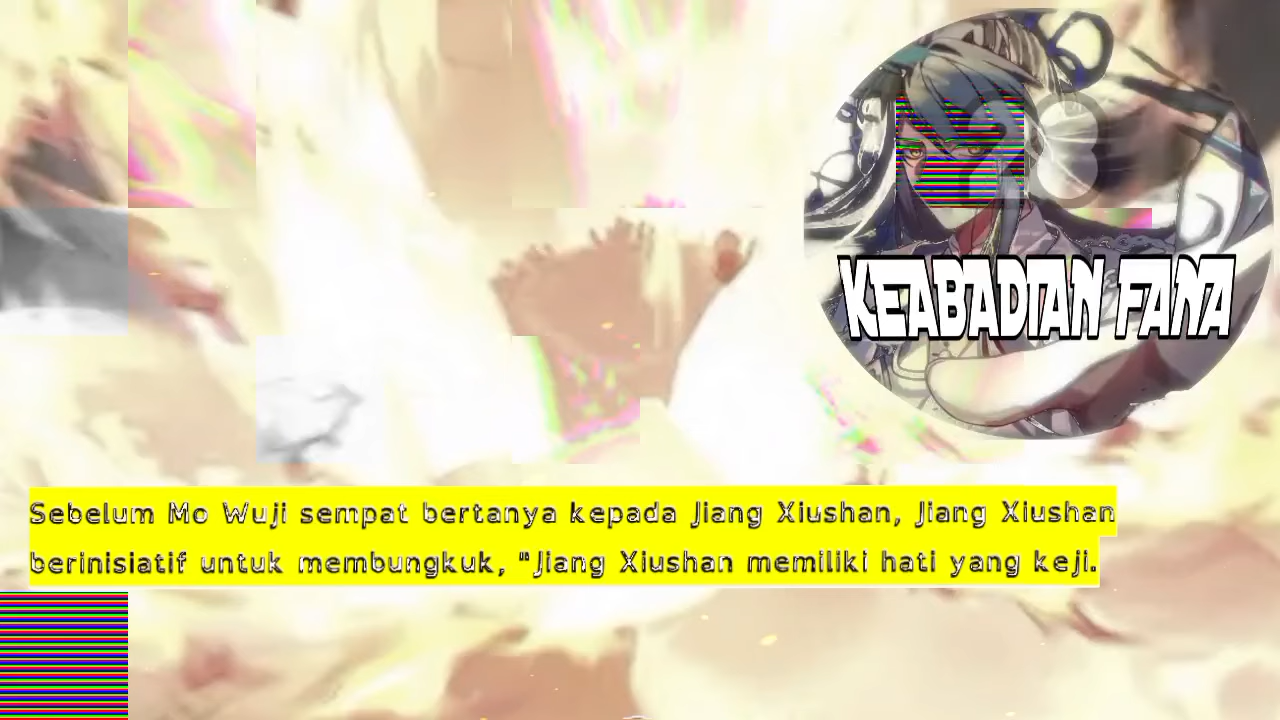 KEABADIAN FANA
Sebelum Mo Wuji sempat bertanya kepada Jiang Xiushan, Jiang Xiushan
berinisiatif untuk membungkuk, "Jiang Xiushan memiliki hati yang keji.